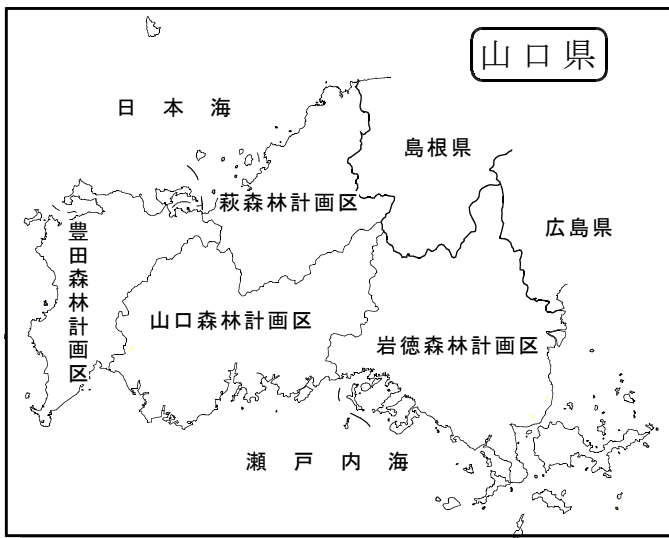 山口県
日本海
島根県
萩森林計画区
広島県
豊田森林計画区
山口森林計画区
岩徳森林計画区
瀬戸内海